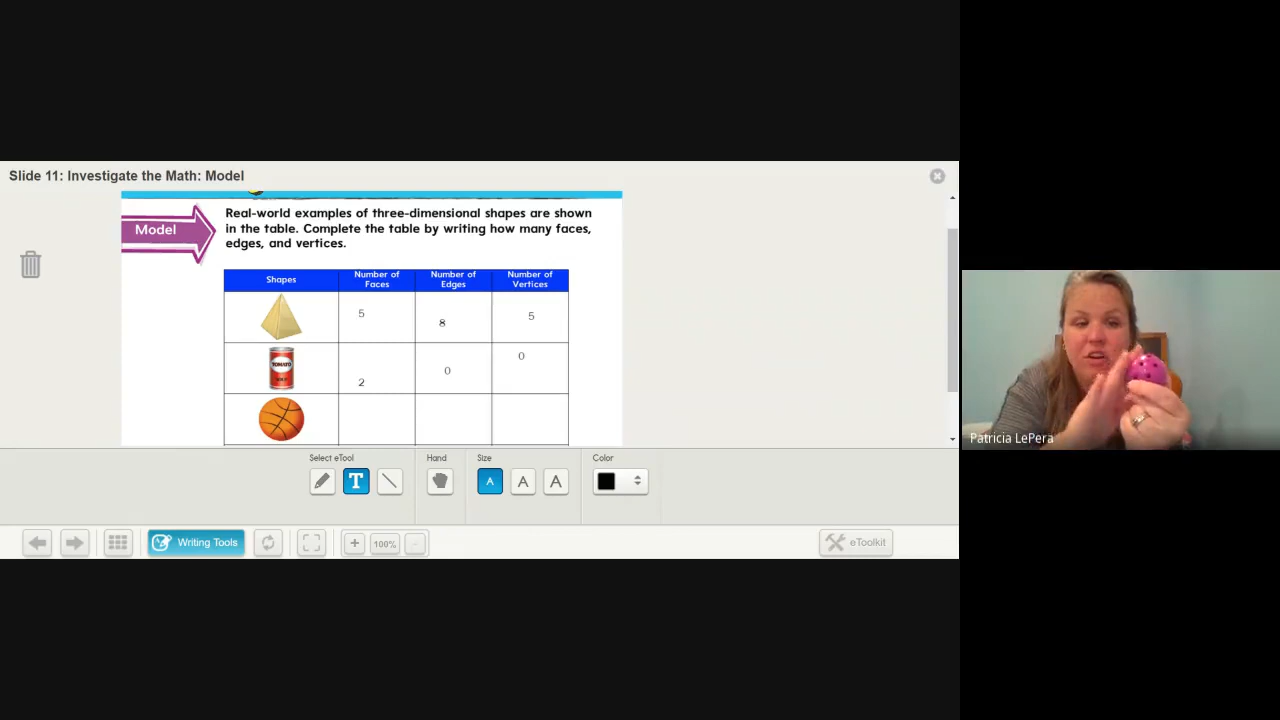 Slide 11: Investigate the Math: Model
Model
Real-world examples of three-dimensional shapes are shown
in the table. Complete the table by writing how many faces,
edges, and vertices.
Shapes
Number of
Faces
Number of
Edges
Number of
Vertices
5
8
5
TOMATO
2
0
0
Patricia LePera
Select eTool
Hand
Size
Color
T
A
A
A
Writing Tools
100%
eToolkit